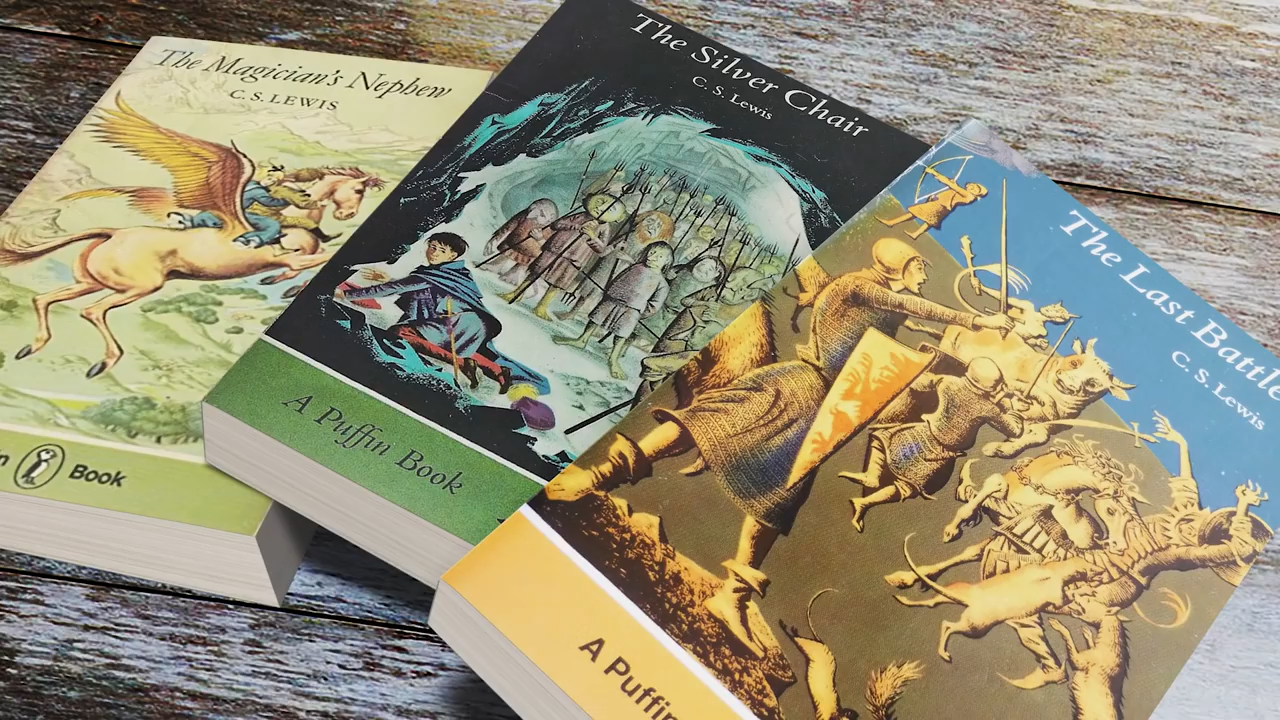 The Magician's Nephew
C. S. LEWIS
n Book
The Silver Chair
C. S. Lewis
A Puffin Book
The Last Battle
C. S. Lewis
A Puffin